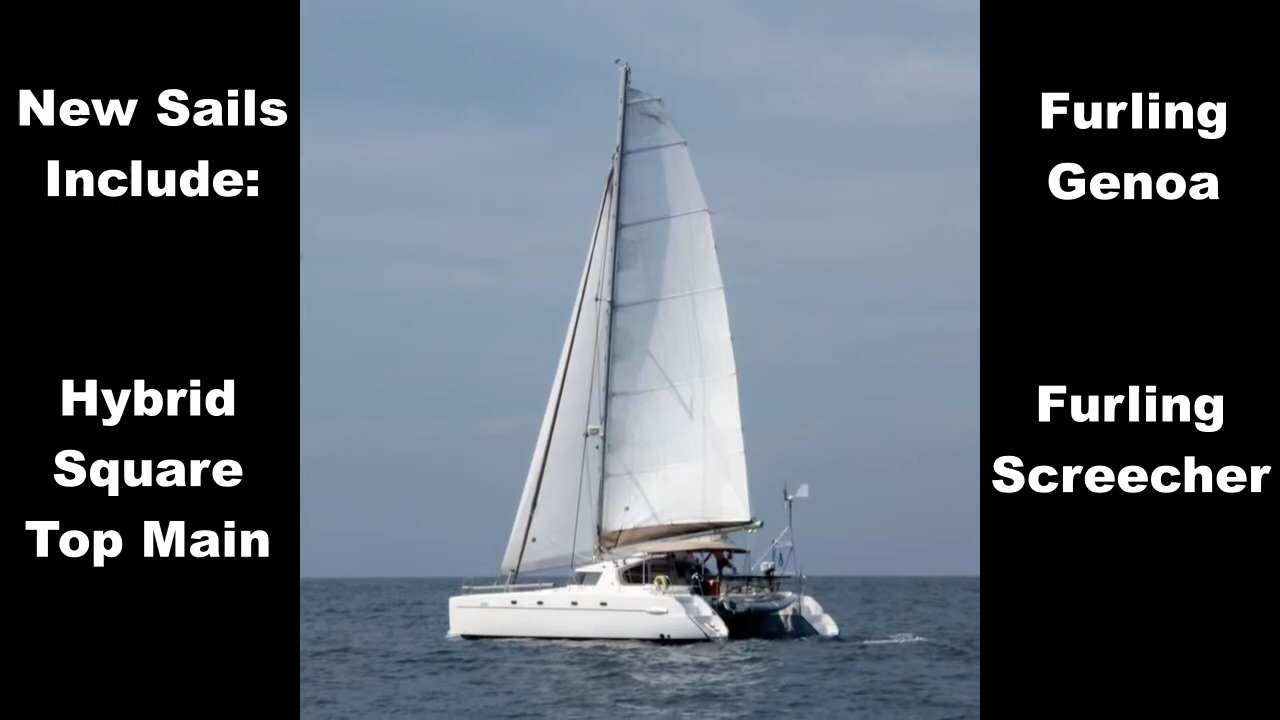 New Sails
Include:
Hybrid
Square
Top Main
Furling
Genoa
Furling
Screecher